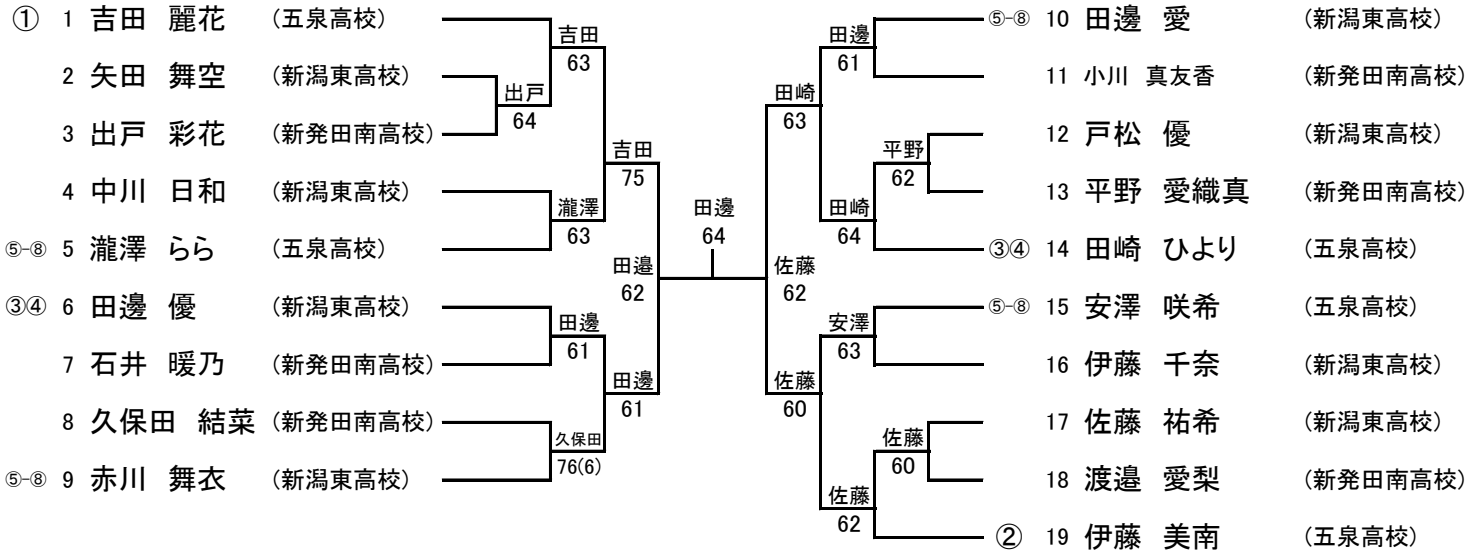 ① 1 吉田 麗花 (五泉高校)
2 矢田 舞空 (新潟東高校)
3 出戸 彩花 (新発田南高校)
4 中川 日和 (新潟東高校)
⑤-⑧ 5 瀧澤 らら (五泉高校)
③④ 6 田邊 優 (新潟東高校)
7 石井 暖乃 (新発田南高校)
8 久保田 結菜 (新発田南高校)
⑤-⑧ 9 赤川 舞衣 (新潟東高校)
出戸
64
吉田
63
瀧澤
63
田邊
61
久保田
76(6)
吉田
75
田邊
61
田邉
62
田邊
64
佐藤
62
田崎
63
佐藤
60
田邊
61
田崎
64
安澤
63
佐藤
62
平野
62
佐藤
60
⑤-⑧ 10 田邊 愛 (新潟東高校)
11 小川 真友香 (新発田南高校)
12 戸松 優 (新潟東高校)
13 平野 愛織真 (新発田南高校)
③④ 14 田崎 ひより (五泉高校)
⑤-⑧ 15 安澤 咲希 (五泉高校)
16 伊藤 千奈 (新潟東高校)
17 佐藤 祐希 (新潟東高校)
18 渡邉 愛梨 (新発田南高校)
② 19 伊藤 美南 (五泉高校)